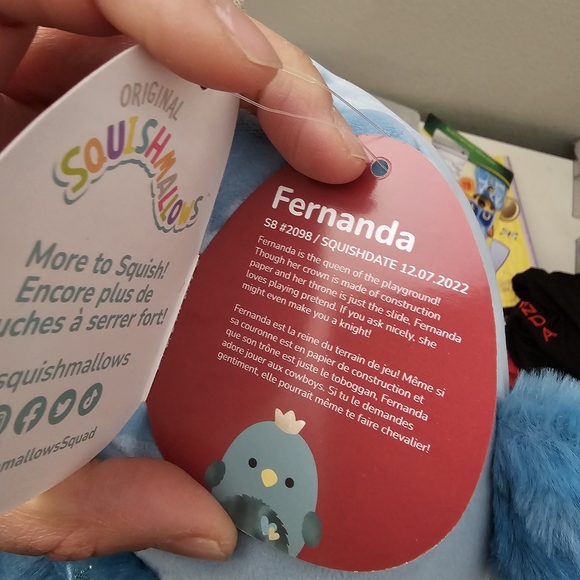 ORIGINAL
SQUISHMALLOWS
More to Squish!
Encore plus de
uches à serrer fort!
squishmallows
mallowsSquad
Fernanda
S8 #2098 / SQUISHDATE 12.07.2022
Fernanda is the queen of the playground!
Though her crown is made of construction
paper and her throne is just the slide, Fernanda
loves playing pretend. If you ask nicely, she
might even make you a knight!
Fernanda est la reine du terrain de jeu! Même si
sa couronne est en papier de construction et
que son trône est juste le toboggan, Fernanda
adore jouer aux cowboys. Si tu le demandes
gentiment, elle pourrait même te faire chevalier!